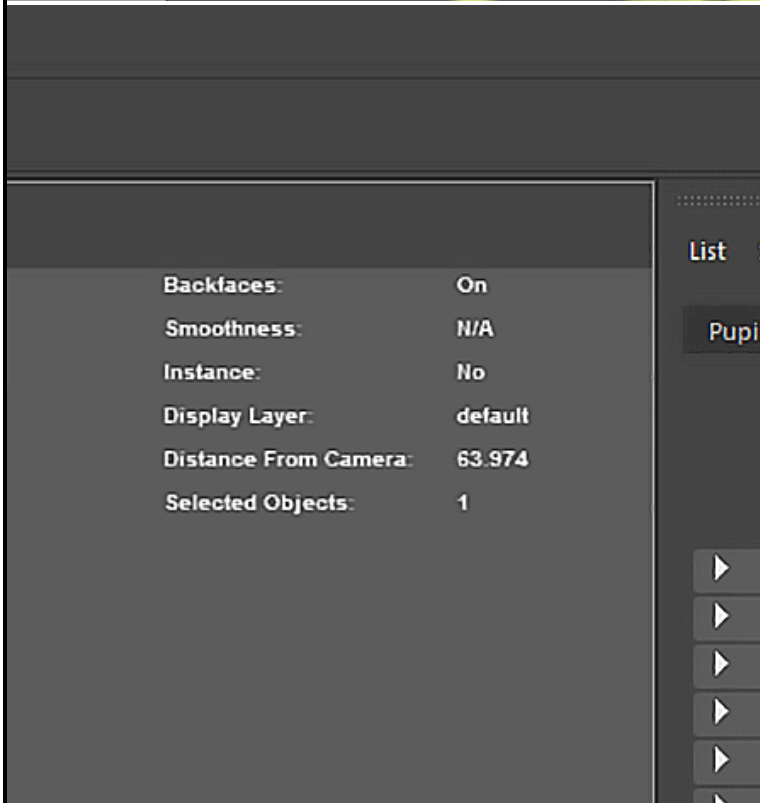 List
Backfaces: On
Smoothness: N/A
Pupi
Instance: No
Display Layer: default
Distance From Camera: 63.974
Selected Objects: 1